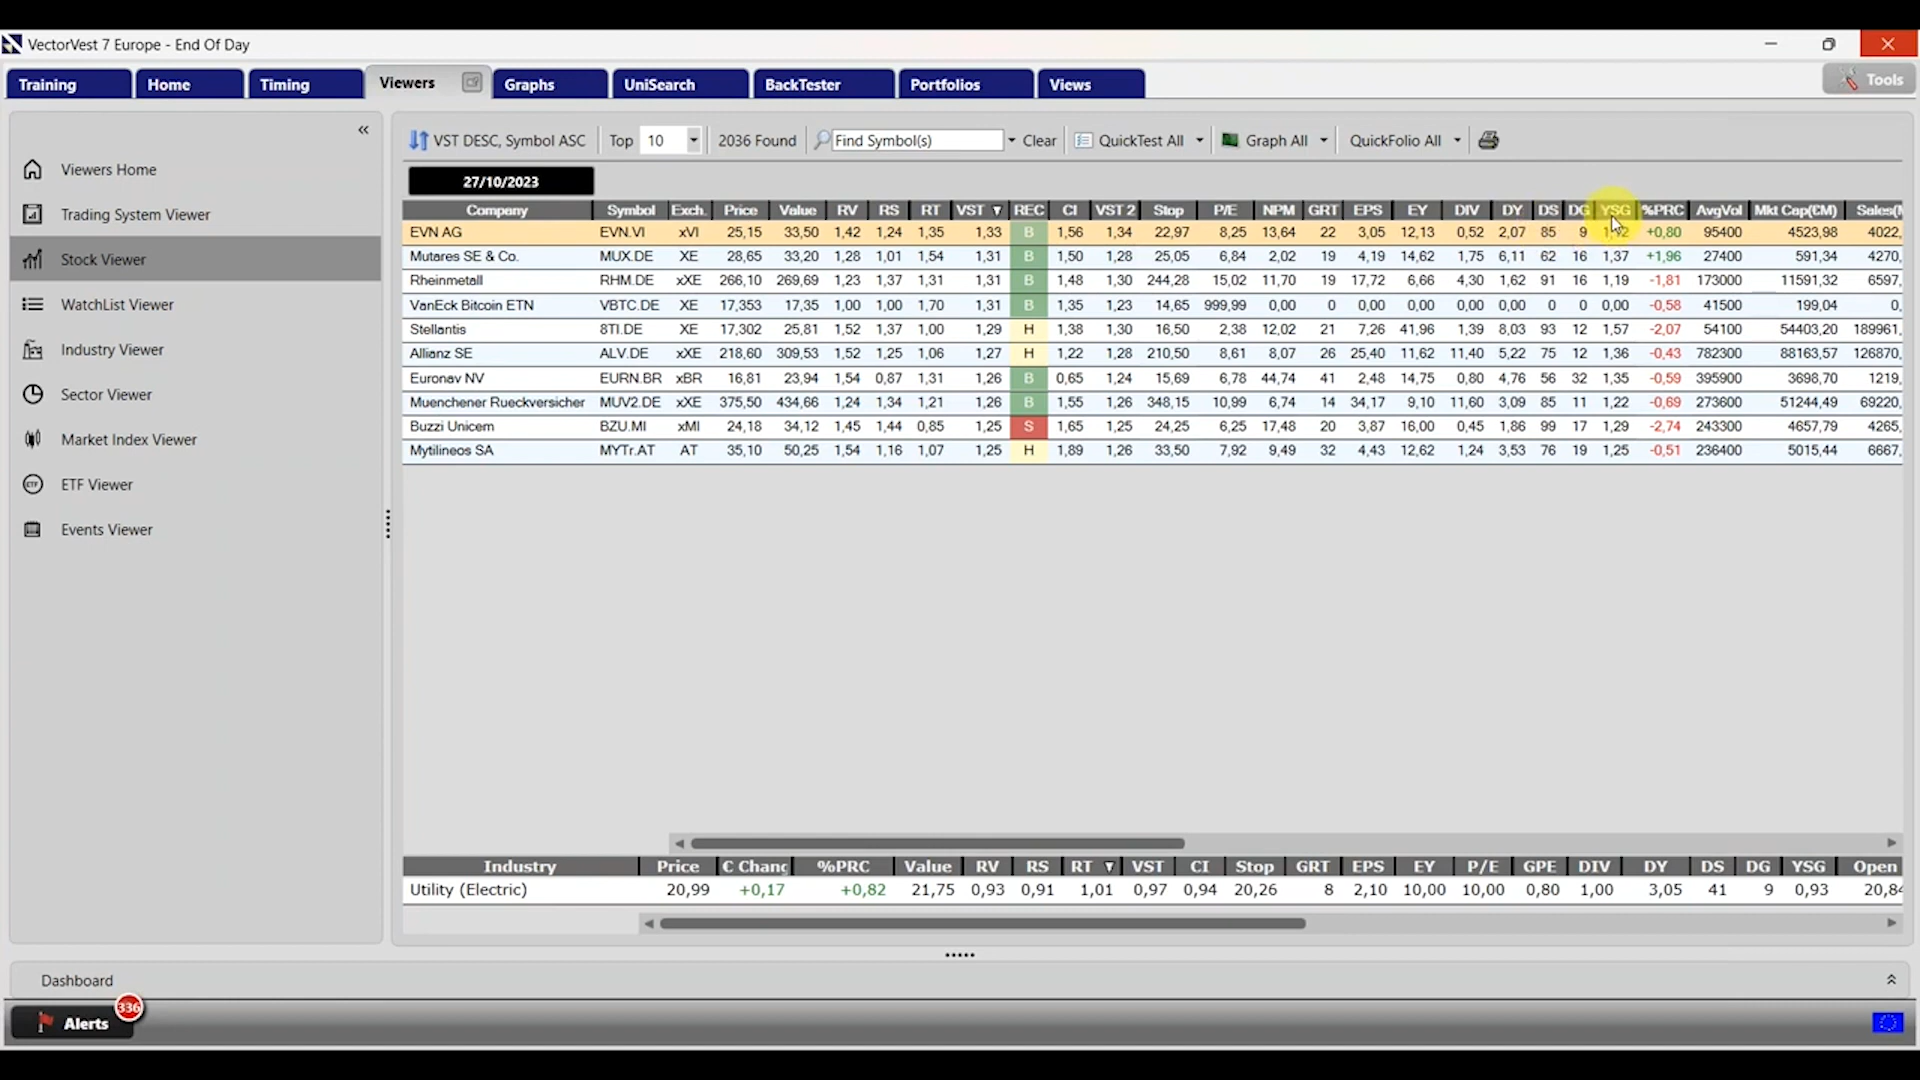 VectorVest 7 Europe - End Of Day
Training Home Timing Viewers Graphs UniSearch BackTester Portfolios Views Tools
VST DESC, Symbol ASC Top 10 2036 Found Find Symbol(s) Clear QuickTest All Graph All QuickFolio All
Viewers Home
Trading System Viewer
Stock Viewer
WatchList Viewer
Industry Viewer
Sector Viewer
Market Index Viewer
ETF Viewer
Events Viewer
27/10/2023
Company Symbol Exch. Price Value RV RS RT VST REC CI VST 2 Stop P/E NPM GRT EPS EY DIV DY DS DG YSG %PRC AvgVol Mkt Cap(€M)
EVN AG EVN.VI xVI 25,15 33,50 1,42 1,24 1,35 1,33 B 1,56 1,34 22,97 8,25 13,64 22 3,05 12,13 0,52 2,07 85 9 +0,80 95400 4523,98 4022,
Mutares SE & Co. MUX.DE XE 28,65 33,20 1,28 1,01 1,54 1,31 B 1,50 1,28 25,05 6,84 2,02 19 4,19 14,62 1,75 6,11 62 16 1,37 +1,96 27400 591,34 4270,
Rheinmetall RHM.DE xXE 266,10 269,69 1,23 1,37 1,31 1,31 B 1,48 1,30 244,28 15,02 11,70 19 17,72 6,66 4,30 1,62 91 16 1,19 -1,81 173000 11591,32 6597,
VanEck Bitcoin ETN VBTC.DE XE 17,353 17,35 1,00 1,00 1,70 1,31 B 1,35 1,23 14,65 999,99 0,00 0 0,00 0,00 0,00 0,00 0 0 0,00 -0,58 41500 199,04 0,
Stellantis 8TI.DE XE 17,302 25,81 1,52 1,37 1,00 1,29 H 1,38 1,30 16,50 2,38 12,02 21 7,26 41,96 1,39 8,03 93 12 1,57 -2,07 54100 54403,20 189961,
Allianz SE ALV.DE xXE 218,60 309,53 1,52 1,25 1,06 1,27 H 1,22 1,28 210,50 8,61 8,07 26 25,40 11,62 11,40 5,22 75 12 1,36 -0,43 782300 88163,57 126870,
Euronav NV EURN.BR xBR 16,81 23,94 1,54 0,87 1,31 1,26 B 0,65 1,24 15,69 6,78 44,74 41 2,48 14,75 0,80 4,76 56 32 1,35 -0,59 395900 3698,70 1219,
Muenchener Rueckversicher MUV2.DE xXE 375,50 434,66 1,24 1,34 1,21 1,26 B 1,55 1,26 348,15 10,99 6,74 14 34,17 9,10 11,60 3,09 85 11 1,22 -0,69 273600 51244,49 69220,
Buzzi Unicem BZU.MI xMI 24,18 34,12 1,45 1,44 0,85 1,25 S 1,65 1,25 24,25 6,25 17,48 20 3,87 16,00 0,45 1,86 99 17 1,29 -2,74 243300 4657,79 4265,
Mytilineos SA MYTr.AT AT 35,10 50,25 1,54 1,16 1,07 1,25 H 1,89 1,26 33,50 7,92 9,49 32 4,43 12,62 1,24 3,53 76 19 1,25 -0,51 236400 5015,44 6667,
Industry Price € Chang %PRC Value RV RS RT VST CI Stop GRT EPS EY P/E GPE DIV DY DS DG YSG Open
Utility (Electric) 20,99 +0,17 +0,82 21,75 0,93 0,91 1,01 0,97 0,94 20,26 8 2,10 10,00 10,00 0,80 1,00 3,05 41 9 0,93 20,84
Dashboard
Alerts 336